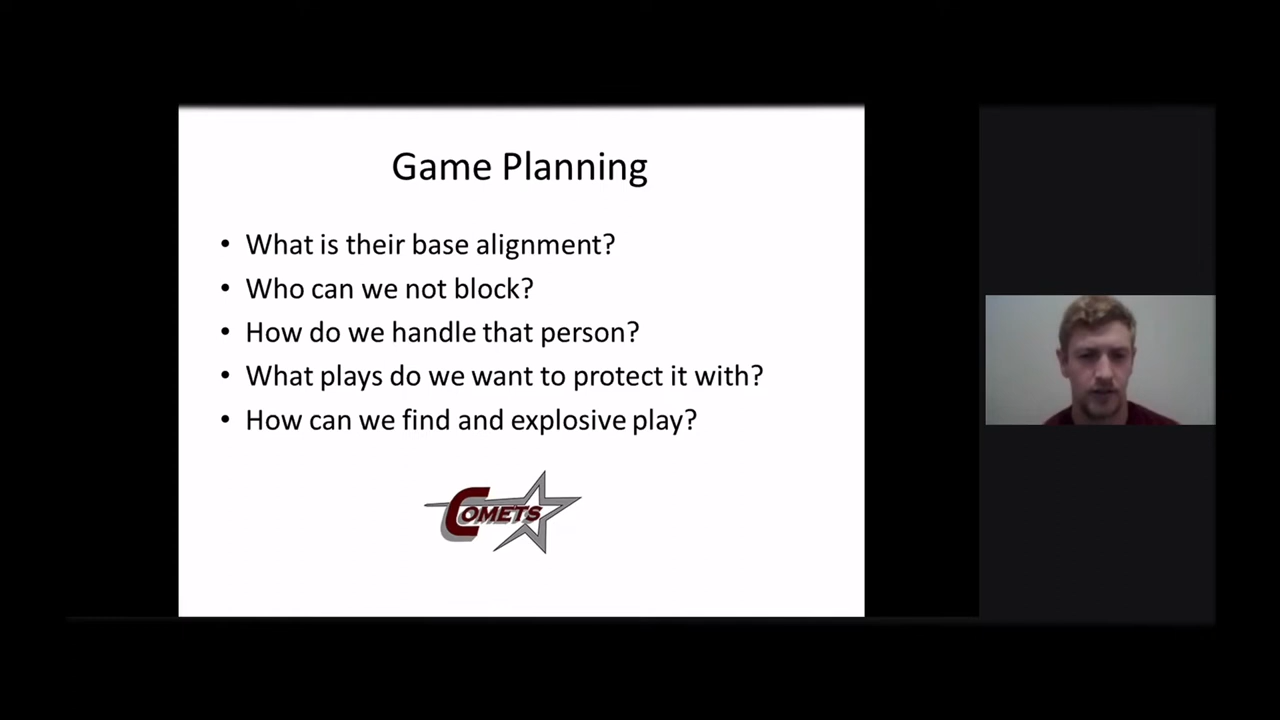 Game Planning
• What is their base alignment?
• Who can we not block?
• How do we handle that person?
• What plays do we want to protect it with?
• How can we find and explosive play?
COMETS